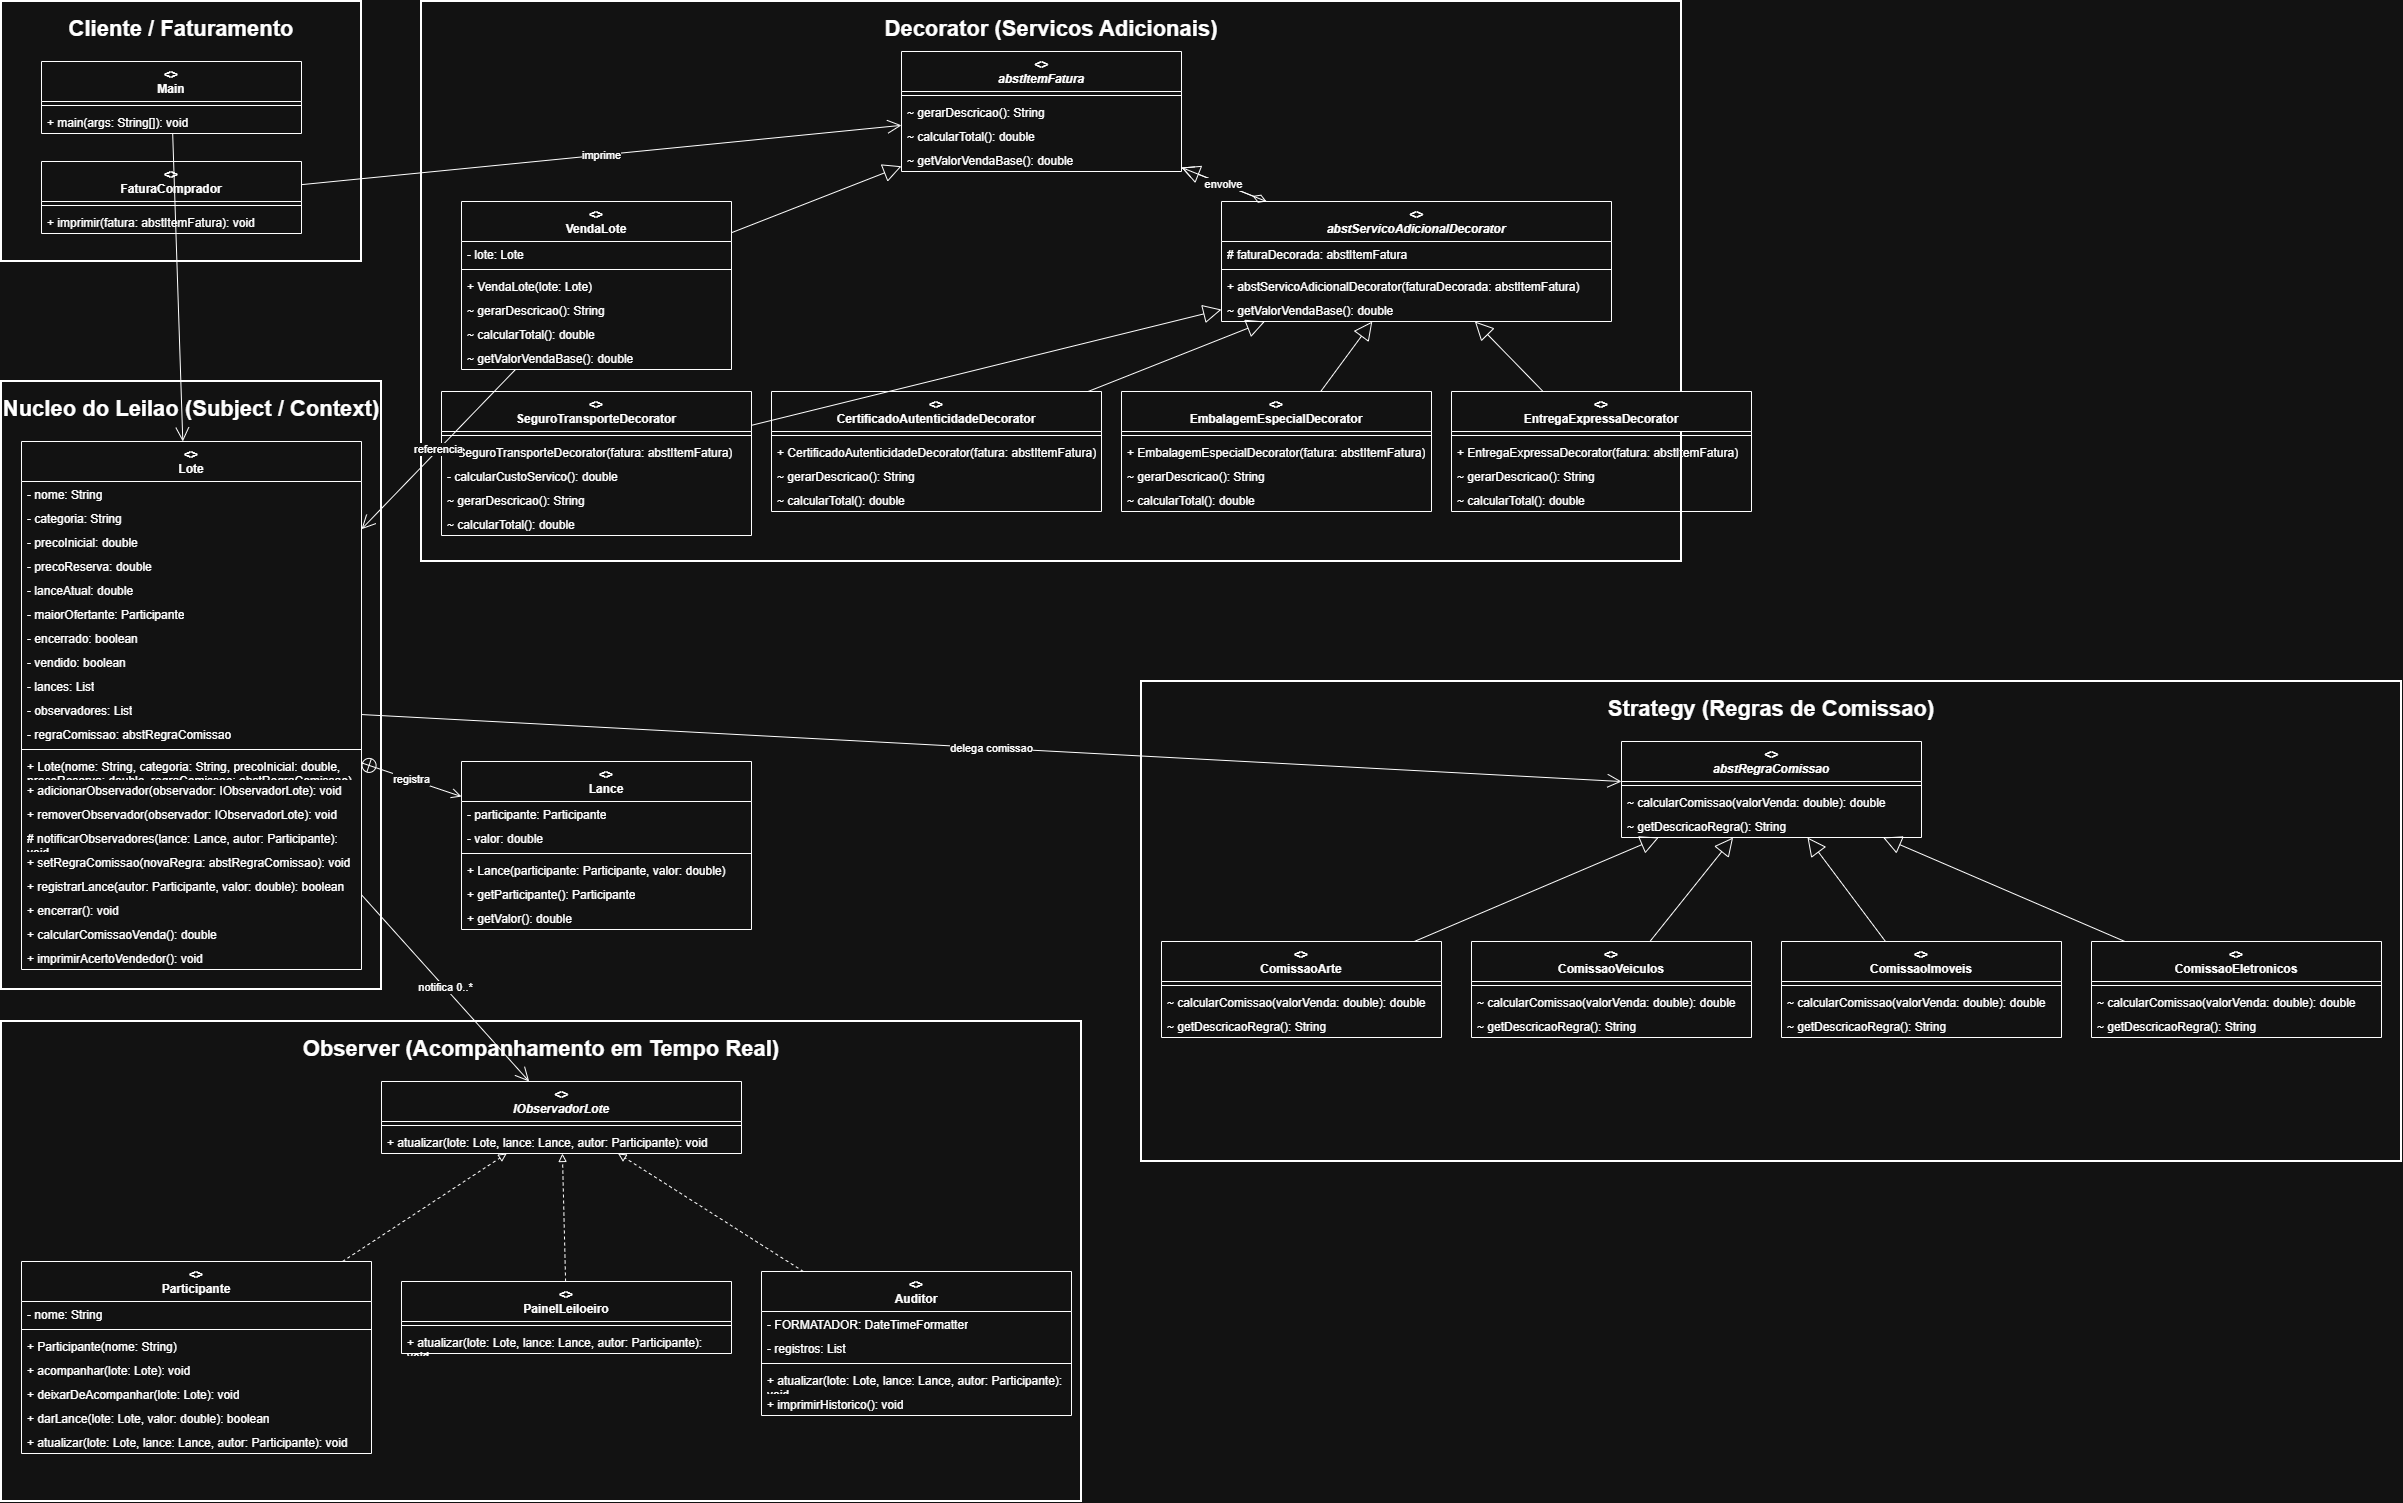 Cliente / Faturamento
<>
Main
+ main(args: String[]): void
<>
FaturaComprador
+ imprimir(fatura: abstItemFatura): void
Decorator (Servicos Adicionais)
<>
abstItemFatura
~ gerarDescricao(): String
~ calcularTotal(): double
~ getValorVendaBase(): double
imprime
envolve
<>
VendaLote
- lote: Lote
+ VendaLote(lote: Lote)
~ gerarDescricao(): String
~ calcularTotal(): double
~ getValorVendaBase(): double
<>
abstServicoAdicionalDecorator
# faturaDecorada: abstItemFatura
+ abstServicoAdicionalDecorator(faturaDecorada: abstItemFatura)
~ getValorVendaBase(): double
<>
SeguroTransporteDecorator
SeguroTransporteDecorator(fatura: abstItemFatura)
- calcularCustoServico(): double
~ gerarDescricao(): String
~ calcularTotal(): double
<>
CertificadoAutenticidadeDecorator
+ CertificadoAutenticidadeDecorator(fatura: abstItemFatura)
~ gerarDescricao(): String
~ calcularTotal(): double
<>
EmbalagemEspecialDecorator
+ EmbalagemEspecialDecorator(fatura: abstItemFatura)
~ gerarDescricao(): String
~ calcularTotal(): double
<>
EntregaExpressaDecorator
+ EntregaExpressaDecorator(fatura: abstItemFatura)
~ gerarDescricao(): String
~ calcularTotal(): double
referencia
Nucleo do Leilao (Subject / Context)
<>
Lote
- nome: String
- categoria: String
- precoInicial: double
- precoReserva: double
- lanceAtual: double
- maiorOfertante: Participante
- encerrado: boolean
- vendido: boolean
- lances: List
- observadores: List
- regraComissao: abstRegraComissao
+ Lote(nome: String, categoria: String, precoInicial: double,
precoReserva: double, regraComissao: abstRegraComissao)
+ adicionarObservador(observador: IObservadorLote): void
+ removerObservador(observador: IObservadorLote): void
# notificarObservadores(lance: Lance, autor: Participante):
void
+ setRegraComissao(novaRegra: abstRegraComissao): void
+ registrarLance(autor: Participante, valor: double): boolean
+ encerrar(): void
+ calcularComissaoVenda(): double
+ imprimirAcertoVendedor(): void
registra
<>
Lance
- participante: Participante
- valor: double
+ Lance(participante: Participante, valor: double)
+ getParticipante(): Participante
+ getValor(): double
delega comissao
notifica 0..*
Strategy (Regras de Comissao)
<>
abstRegraComissao
~ calcularComissao(valorVenda: double): double
~ getDescricaoRegra(): String
<>
ComissaoArte
~ calcularComissao(valorVenda: double): double
~ getDescricaoRegra(): String
<>
ComissaoVeiculos
~ calcularComissao(valorVenda: double): double
~ getDescricaoRegra(): String
<>
ComissaoImoveis
~ calcularComissao(valorVenda: double): double
~ getDescricaoRegra(): String
<>
ComissaoEletronicos
~ calcularComissao(valorVenda: double): double
~ getDescricaoRegra(): String
Observer (Acompanhamento em Tempo Real)
<>
IObservadorLote
+ atualizar(lote: Lote, lance: Lance, autor: Participante): void
<>
Participante
- nome: String
+ Participante(nome: String)
+ acompanhar(lote: Lote): void
+ deixarDeAcompanhar(lote: Lote): void
+ darLance(lote: Lote, valor: double): boolean
+ atualizar(lote: Lote, lance: Lance, autor: Participante): void
<>
PainelLeiloeiro
+ atualizar(lote: Lote, lance: Lance, autor: Participante):
void
<>
Auditor
- FORMATADOR: DateTimeFormatter
- registros: List
+ atualizar(lote: Lote, lance: Lance, autor: Participante):
void
+ imprimirHistorico(): void